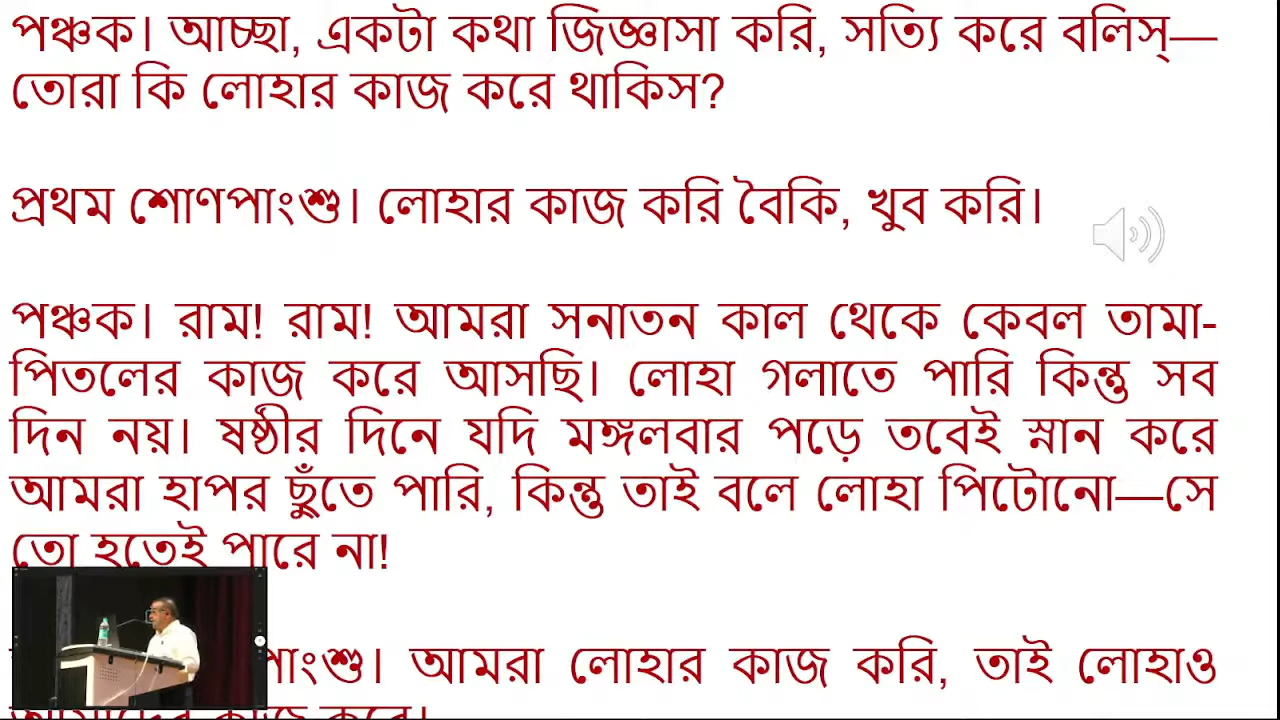 পঞ্চক। আচ্ছা, একটা কথা জিজ্ঞাসা করি, সত্যি করে বলিস্—
তোরা কি লোহার কাজ করে থাকিস?
প্রথম শোণপাংশু। লোহার কাজ করি বৈকি, খুব করি।
পঞ্চক। রাম! রাম! আমরা সনাতন কাল থেকে কেবল তামা-
পিতলের কাজ করে আসছি। লোহা গলাতে পারি কিন্তু সব
দিন নয়। ষষ্ঠীর দিনে যদি মঙ্গলবার পড়ে তবেই স্নান করে
আমরা হাপর ছুঁতে পারি, কিন্তু তাই বলে লোহা পিটোনো—সে
তো হতেই পারে না!
পাংশু। আমরা লোহার কাজ করি, তাই লোহাও
আমাদের কাজ করে।